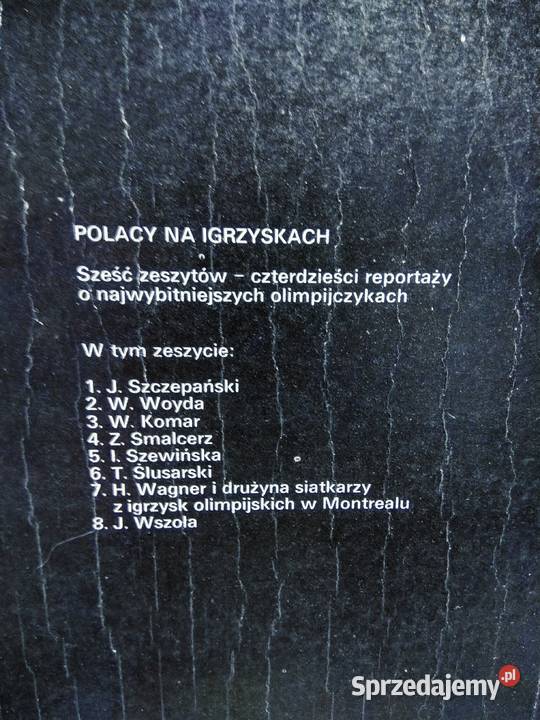 POLACY NA IGRZYSKACH
Sześć zeszytów – czterdzieści reportaży
o najwybitniejszych olimpijczykach
W tym zeszycie:
1. J. Szczepański
2. W. Woyda
3. W. Komar
4. Z. Smalcerz
5. I. Szewińska
6. T. Ślusarski
7. H. Wagner i drużyna siatkarzy
z igrzysk olimpijskich w Montrealu
8. J. Wszoła
Sprzedajemy.pl